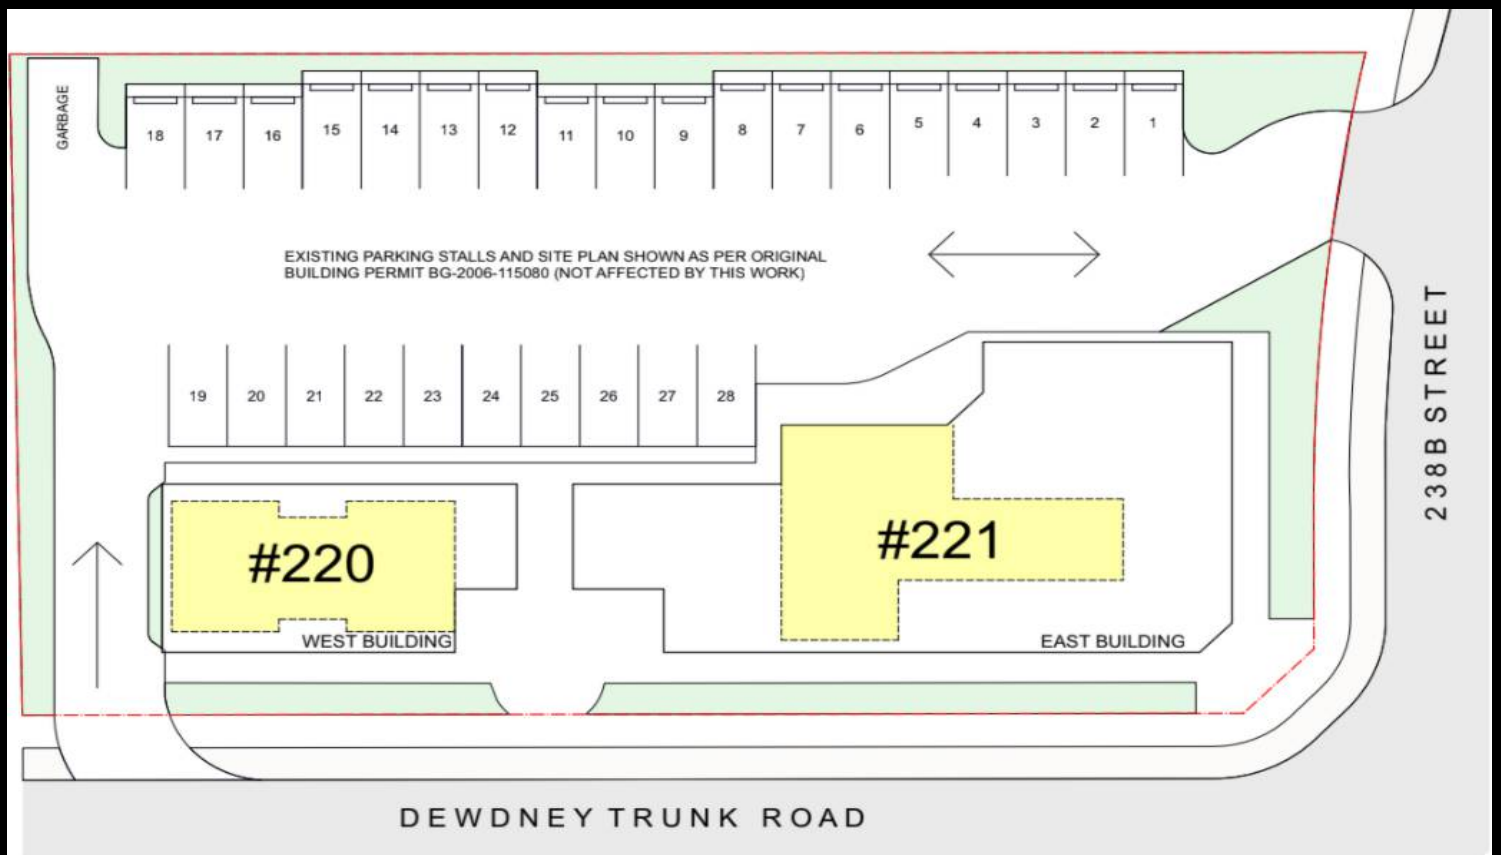 GARBAGE
18 17 16 15 14 13 12 11 10 9 8 7 6 5 4 3 2 1
EXISTING PARKING STALLS AND SITE PLAN SHOWN AS PER ORIGINAL
BUILDING PERMIT BG-2006-115080 (NOT AFFECTED BY THIS WORK)
19 20 21 22 23 24 25 26 27 28
238B STREET
#220
#221
WEST BUILDING
EAST BUILDING
DEWDNEY TRUNK ROAD